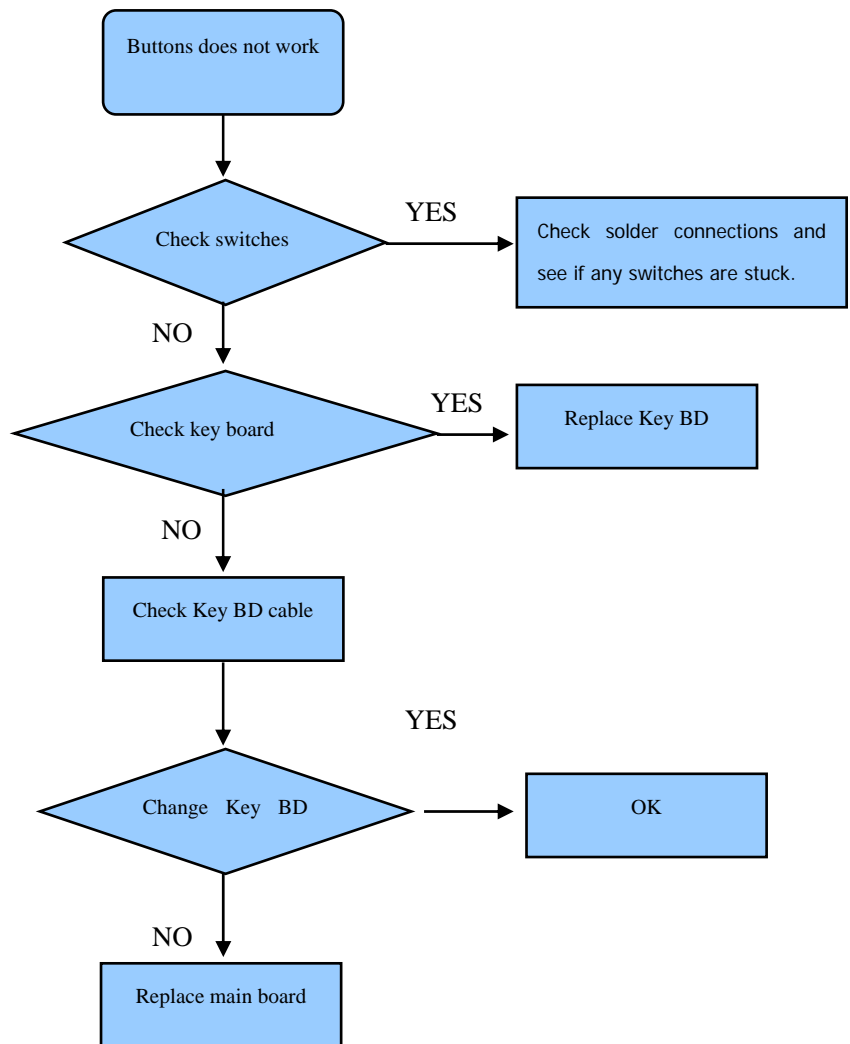 Buttons does not work
Check switches
YES
Check solder connections and
see if any switches are stuck.
NO
Check key board
YES
Replace Key BD
NO
Check Key BD cable
YES
Change Key BD
OK
NO
Replace main board